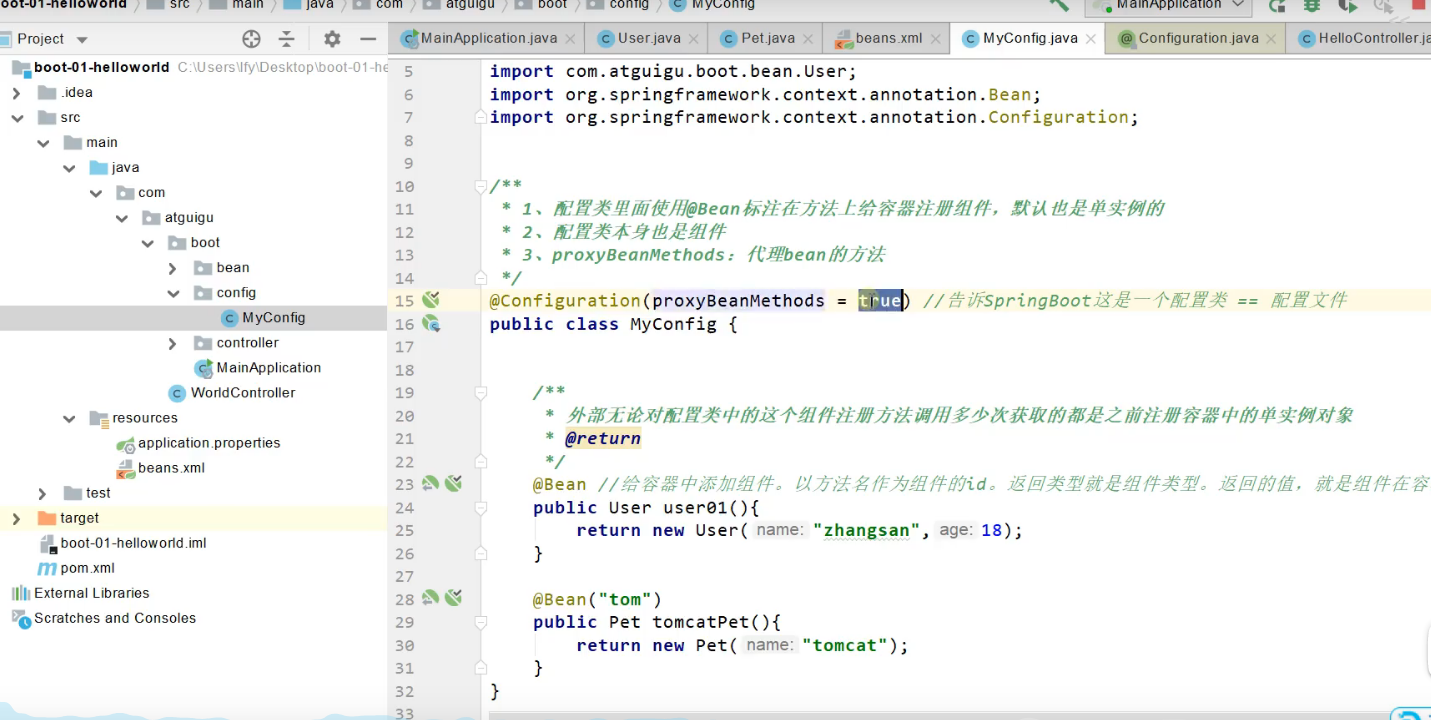 boot-01-helloworld src main java com atguigu boot config MyConfig MainApplication
Project
MainApplication.java User.java Pet.java beans.xml MyConfig.java Configuration.java HelloController.ja
boot-01-helloworld C:\Users\lfy\Desktop\boot-01-he
.idea
src
main
java
com
atguigu
boot
bean
config
MyConfig
controller
MainApplication
WorldController
resources
application.properties
beans.xml
test
target
boot-01-helloworld.iml
pom.xml
External Libraries
Scratches and Consoles
5 import com.atguigu.boot.bean.User;
6 import org.springframework.context.annotation.Bean;
7 import org.springframework.context.annotation.Configuration;
8
9
10 /**
11 * 1、配置类里面使用@Bean标注在方法上给容器注册组件，默认也是单实例的
12 * 2、配置类本身也是组件
13 * 3、proxyBeanMethods：代理bean的方法
14 */
15 @Configuration(proxyBeanMethods = true) //告诉SpringBoot这是一个配置类 == 配置文件
16 public class MyConfig {
17
18
19 /**
20 * 外部无论对配置类中的这个组件注册方法调用多少次获取的都是之前注册容器中的单实例对象
21 * @return
22 */
23 @Bean //给容器中添加组件。以方法名作为组件的id。返回类型就是组件类型。返回的值，就是组件在容
24 public User user01(){
25 return new User( name: "zhangsan", age: 18);
26 }
27
28 @Bean("tom")
29 public Pet tomcatPet(){
30 return new Pet( name: "tomcat");
31 }
32 }
33